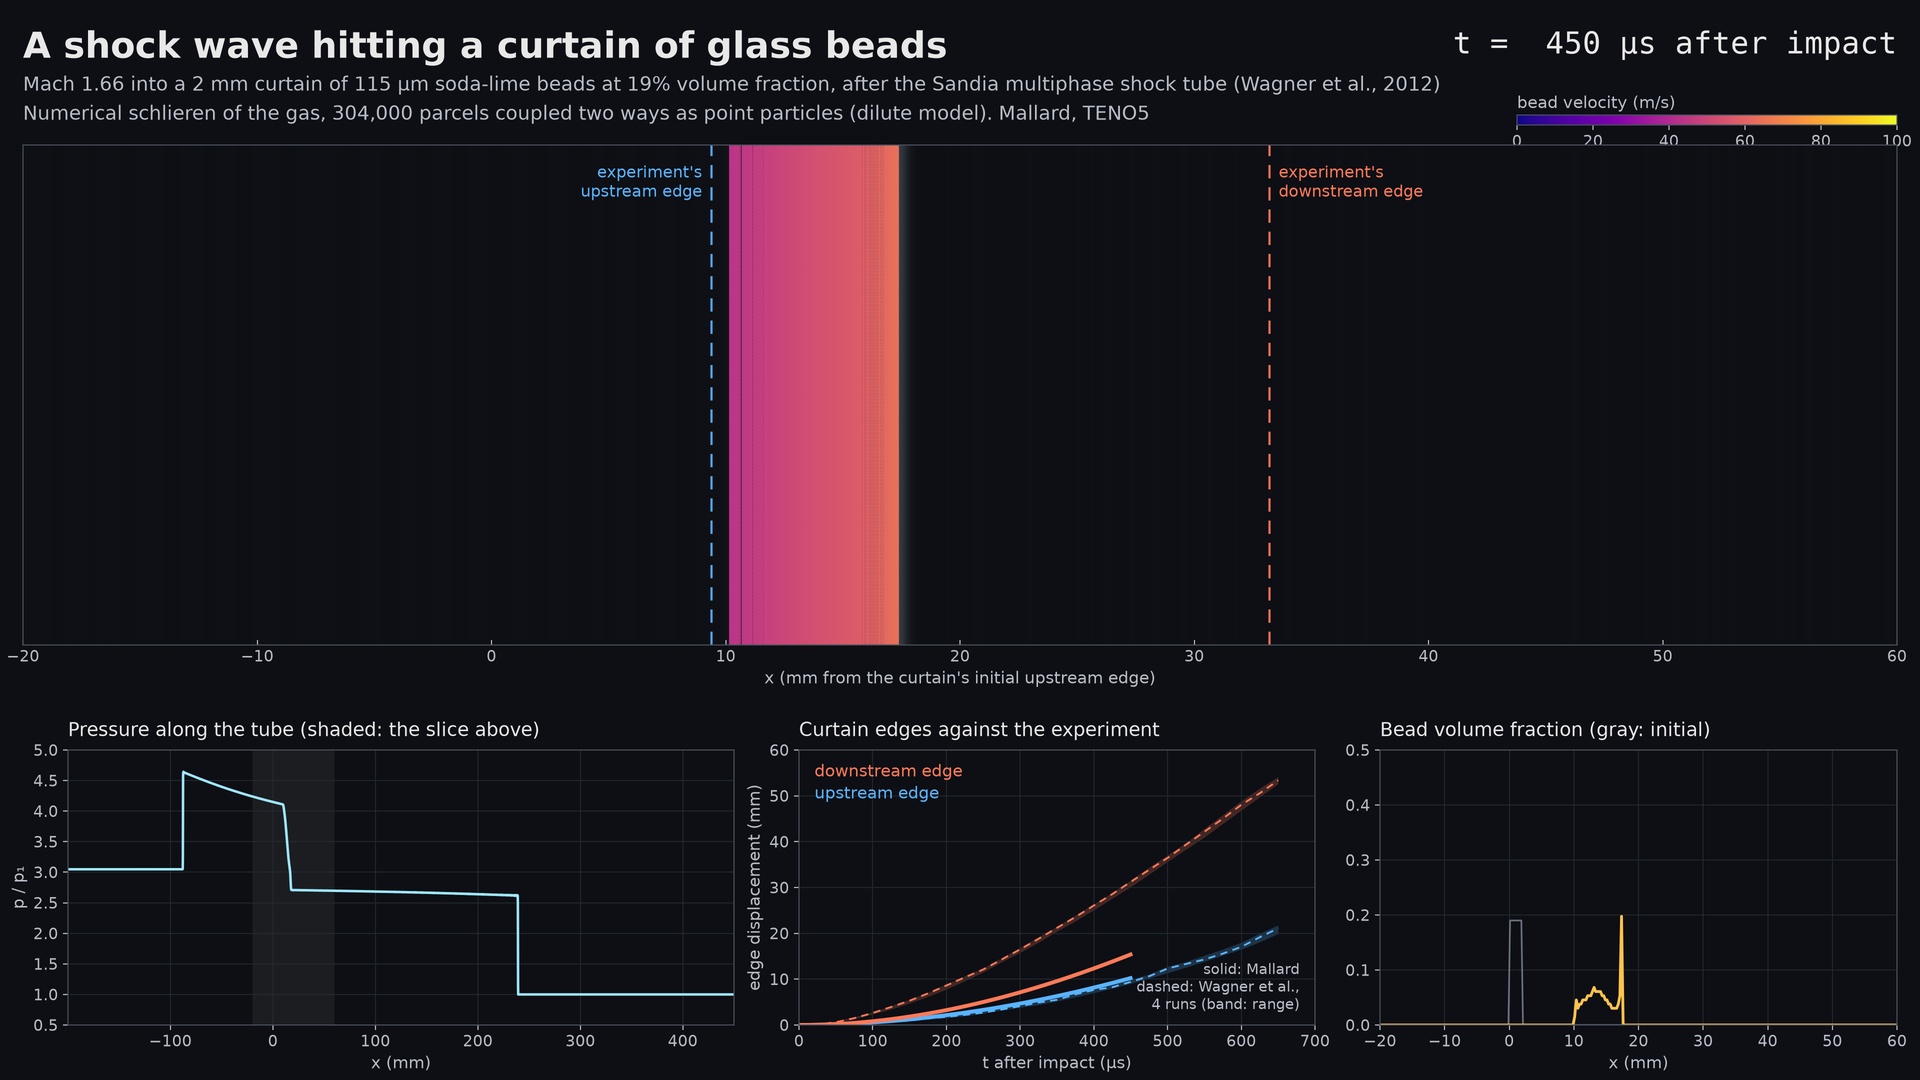 A shock wave hitting a curtain of glass beads
t =  450 µs after impact
Mach 1.66 into a 2 mm curtain of 115 µm soda-lime beads at 19% volume fraction, after the Sandia multiphase shock tube (Wagner et al., 2012)
Numerical schlieren of the gas, 304,000 parcels coupled two ways as point particles (dilute model). Mallard, TENO5
bead velocity (m/s)
0 20 40 60 80 100
experiment's
upstream edge
experiment's
downstream edge
−20 −10 0 10 20 30 40 50 60
x (mm from the curtain's initial upstream edge)
Pressure along the tube (shaded: the slice above)
5.0
4.5
4.0
3.5
3.0
2.5
2.0
1.5
1.0
0.5
p / p₁
−100 0 100 200 300 400
x (mm)
Curtain edges against the experiment
downstream edge
upstream edge
60
50
40
30
20
10
0
edge displacement (mm)
solid: Mallard
dashed: Wagner et al.,
4 runs (band: range)
0 100 200 300 400 500 600 700
t after impact (µs)
Bead volume fraction (gray: initial)
0.5
0.4
0.3
0.2
0.1
0.0
−20 −10 0 10 20 30 40 50 60
x (mm)